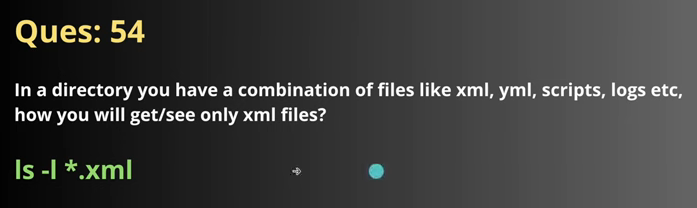 Ques: 54
In a directory you have a combination of files like xml, yml, scripts, logs etc,
how you will get/see only xml files?
ls -l *.xml